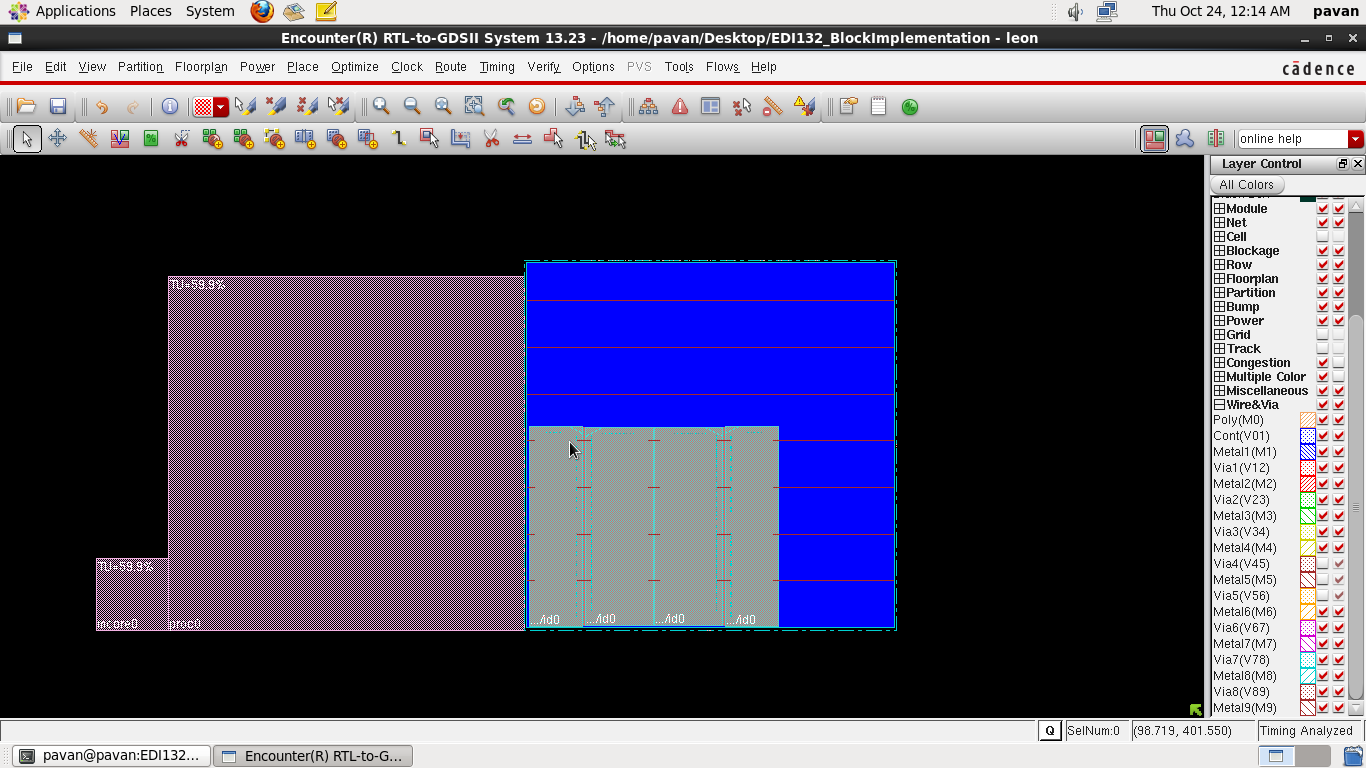 Applications Places System Thu Oct 24, 12:14 AM pavan
Encounter(R) RTL-to-GDSII System 13.23 - /home/pavan/Desktop/EDI132_BlockImplementation - leon
File Edit View Partition Floorplan Power Place Optimize Clock Route Timing Verify Options PVS Tools Flows Help
cādence
online help
Layer Control
All Colors
Module
Net
Cell
Blockage
Row
Floorplan
Partition
Bump
Power
Grid
Track
Congestion
Multiple Color
Miscellaneous
Wire&Via
Poly(M0)
Cont(V01)
Metal1(M1)
Via1(V12)
Metal2(M2)
Via2(V23)
Metal3(M3)
Via3(V34)
Metal4(M4)
Via4(V45)
Metal5(M5)
Via5(V56)
Metal6(M6)
Via6(V67)
Metal7(M7)
Via7(V78)
Metal8(M8)
Via8(V89)
Metal9(M9)
TU=59.9%
TU=59.9%
mcore0 proc0
.../id0 .../id0 .../id0 .../id0
Q SelNum:0 (98.719, 401.550) Timing Analyzed
pavan@pavan:EDI132... Encounter(R) RTL-to-G...